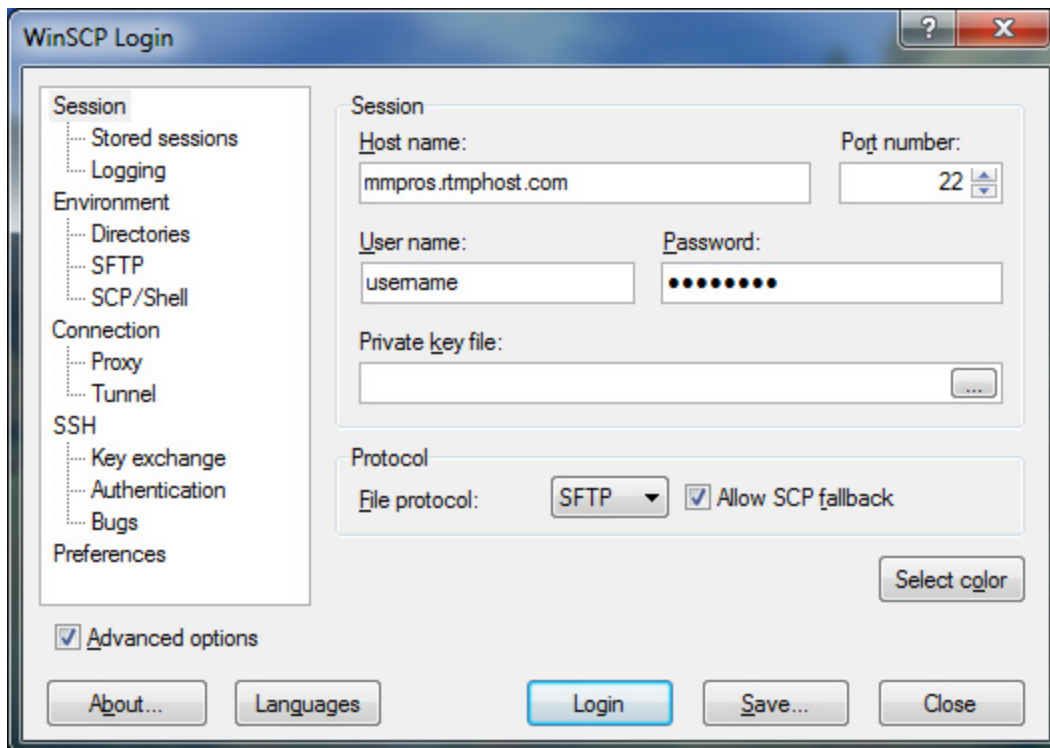 WinSCP Login
Session
Stored sessions
Logging
Environment
Directories
SFTP
SCP/Shell
Connection
Proxy
Tunnel
SSH
Key exchange
Authentication
Bugs
Preferences
Advanced options
Session
Host name: Port number:
mmpros.rtmphost.com 22
User name: Password:
username ••••••••
Private key file:
...
Protocol
File protocol: SFTP Allow SCP fallback
Select color
About... Languages Login Save... Close